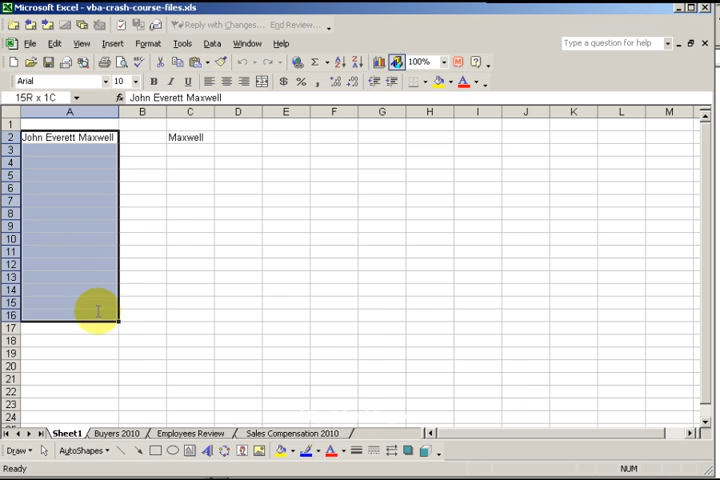 Microsoft Excel - vba-crash-course-files.xls
Reply with Changes... End Review...
File Edit View Insert Format Tools Data Window Help Type a question for help
100%
Arial 10 B I U $ %
15R x 1C fx John Everett Maxwell
A B C D E F G H I J K L M
1
2 John Everett Maxwell Maxwell
3
4
5
6
7
8
9
10
11
12
13
14
15
16
17
18
19
20
21
22
23
24
Sheet1 Buyers 2010 Employees Review Sales Compensation 2010
Draw AutoShapes
Ready NUM